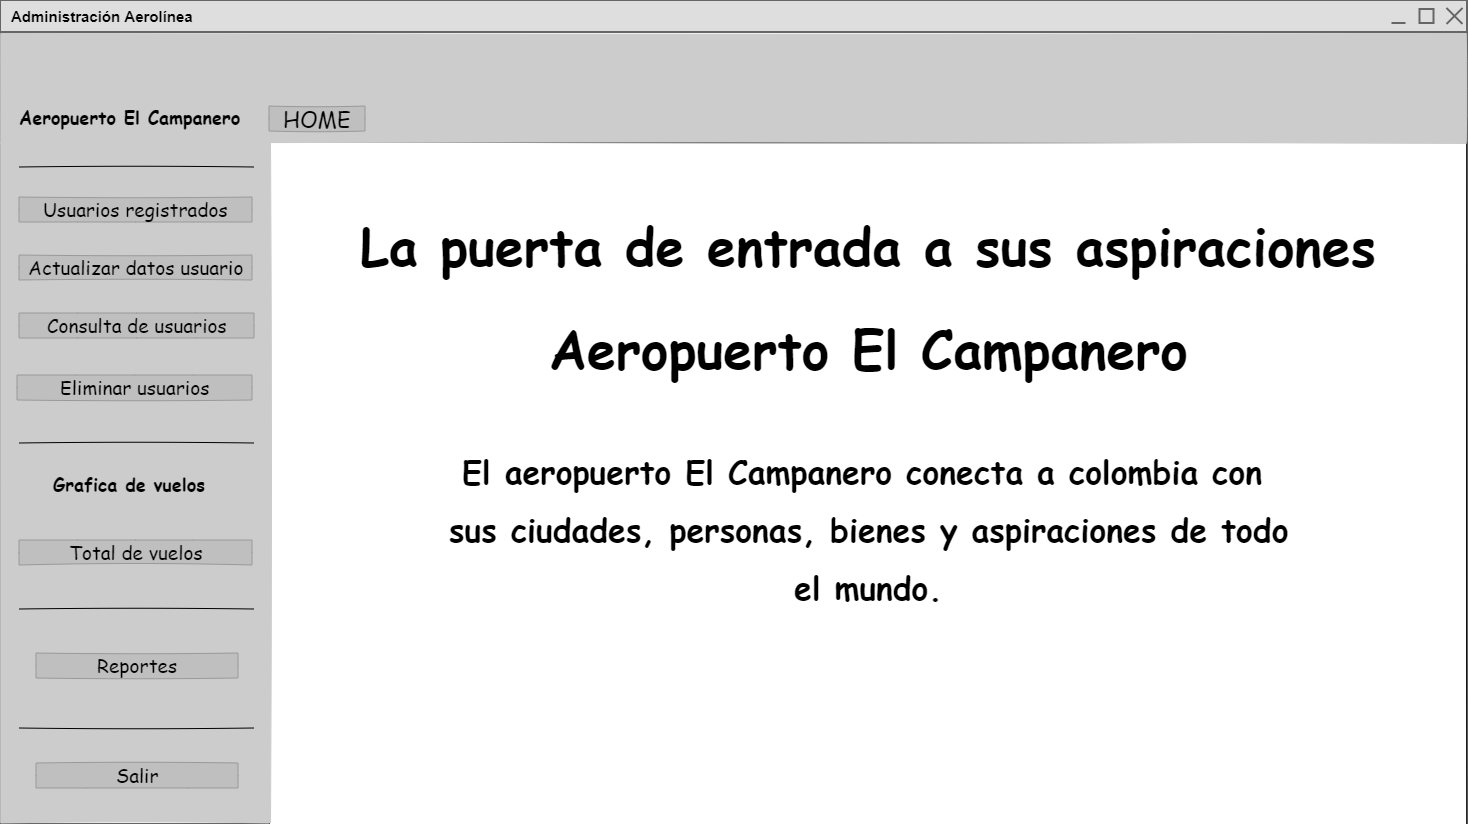 Administración Aerolínea
Aeropuerto El Campanero
HOME
Usuarios registrados
Actualizar datos usuario
Consulta de usuarios
Eliminar usuarios
Grafica de vuelos
Total de vuelos
Reportes
Salir
La puerta de entrada a sus aspiraciones
Aeropuerto El Campanero
El aeropuerto El Campanero conecta a colombia con
sus ciudades, personas, bienes y aspiraciones de todo
el mundo.